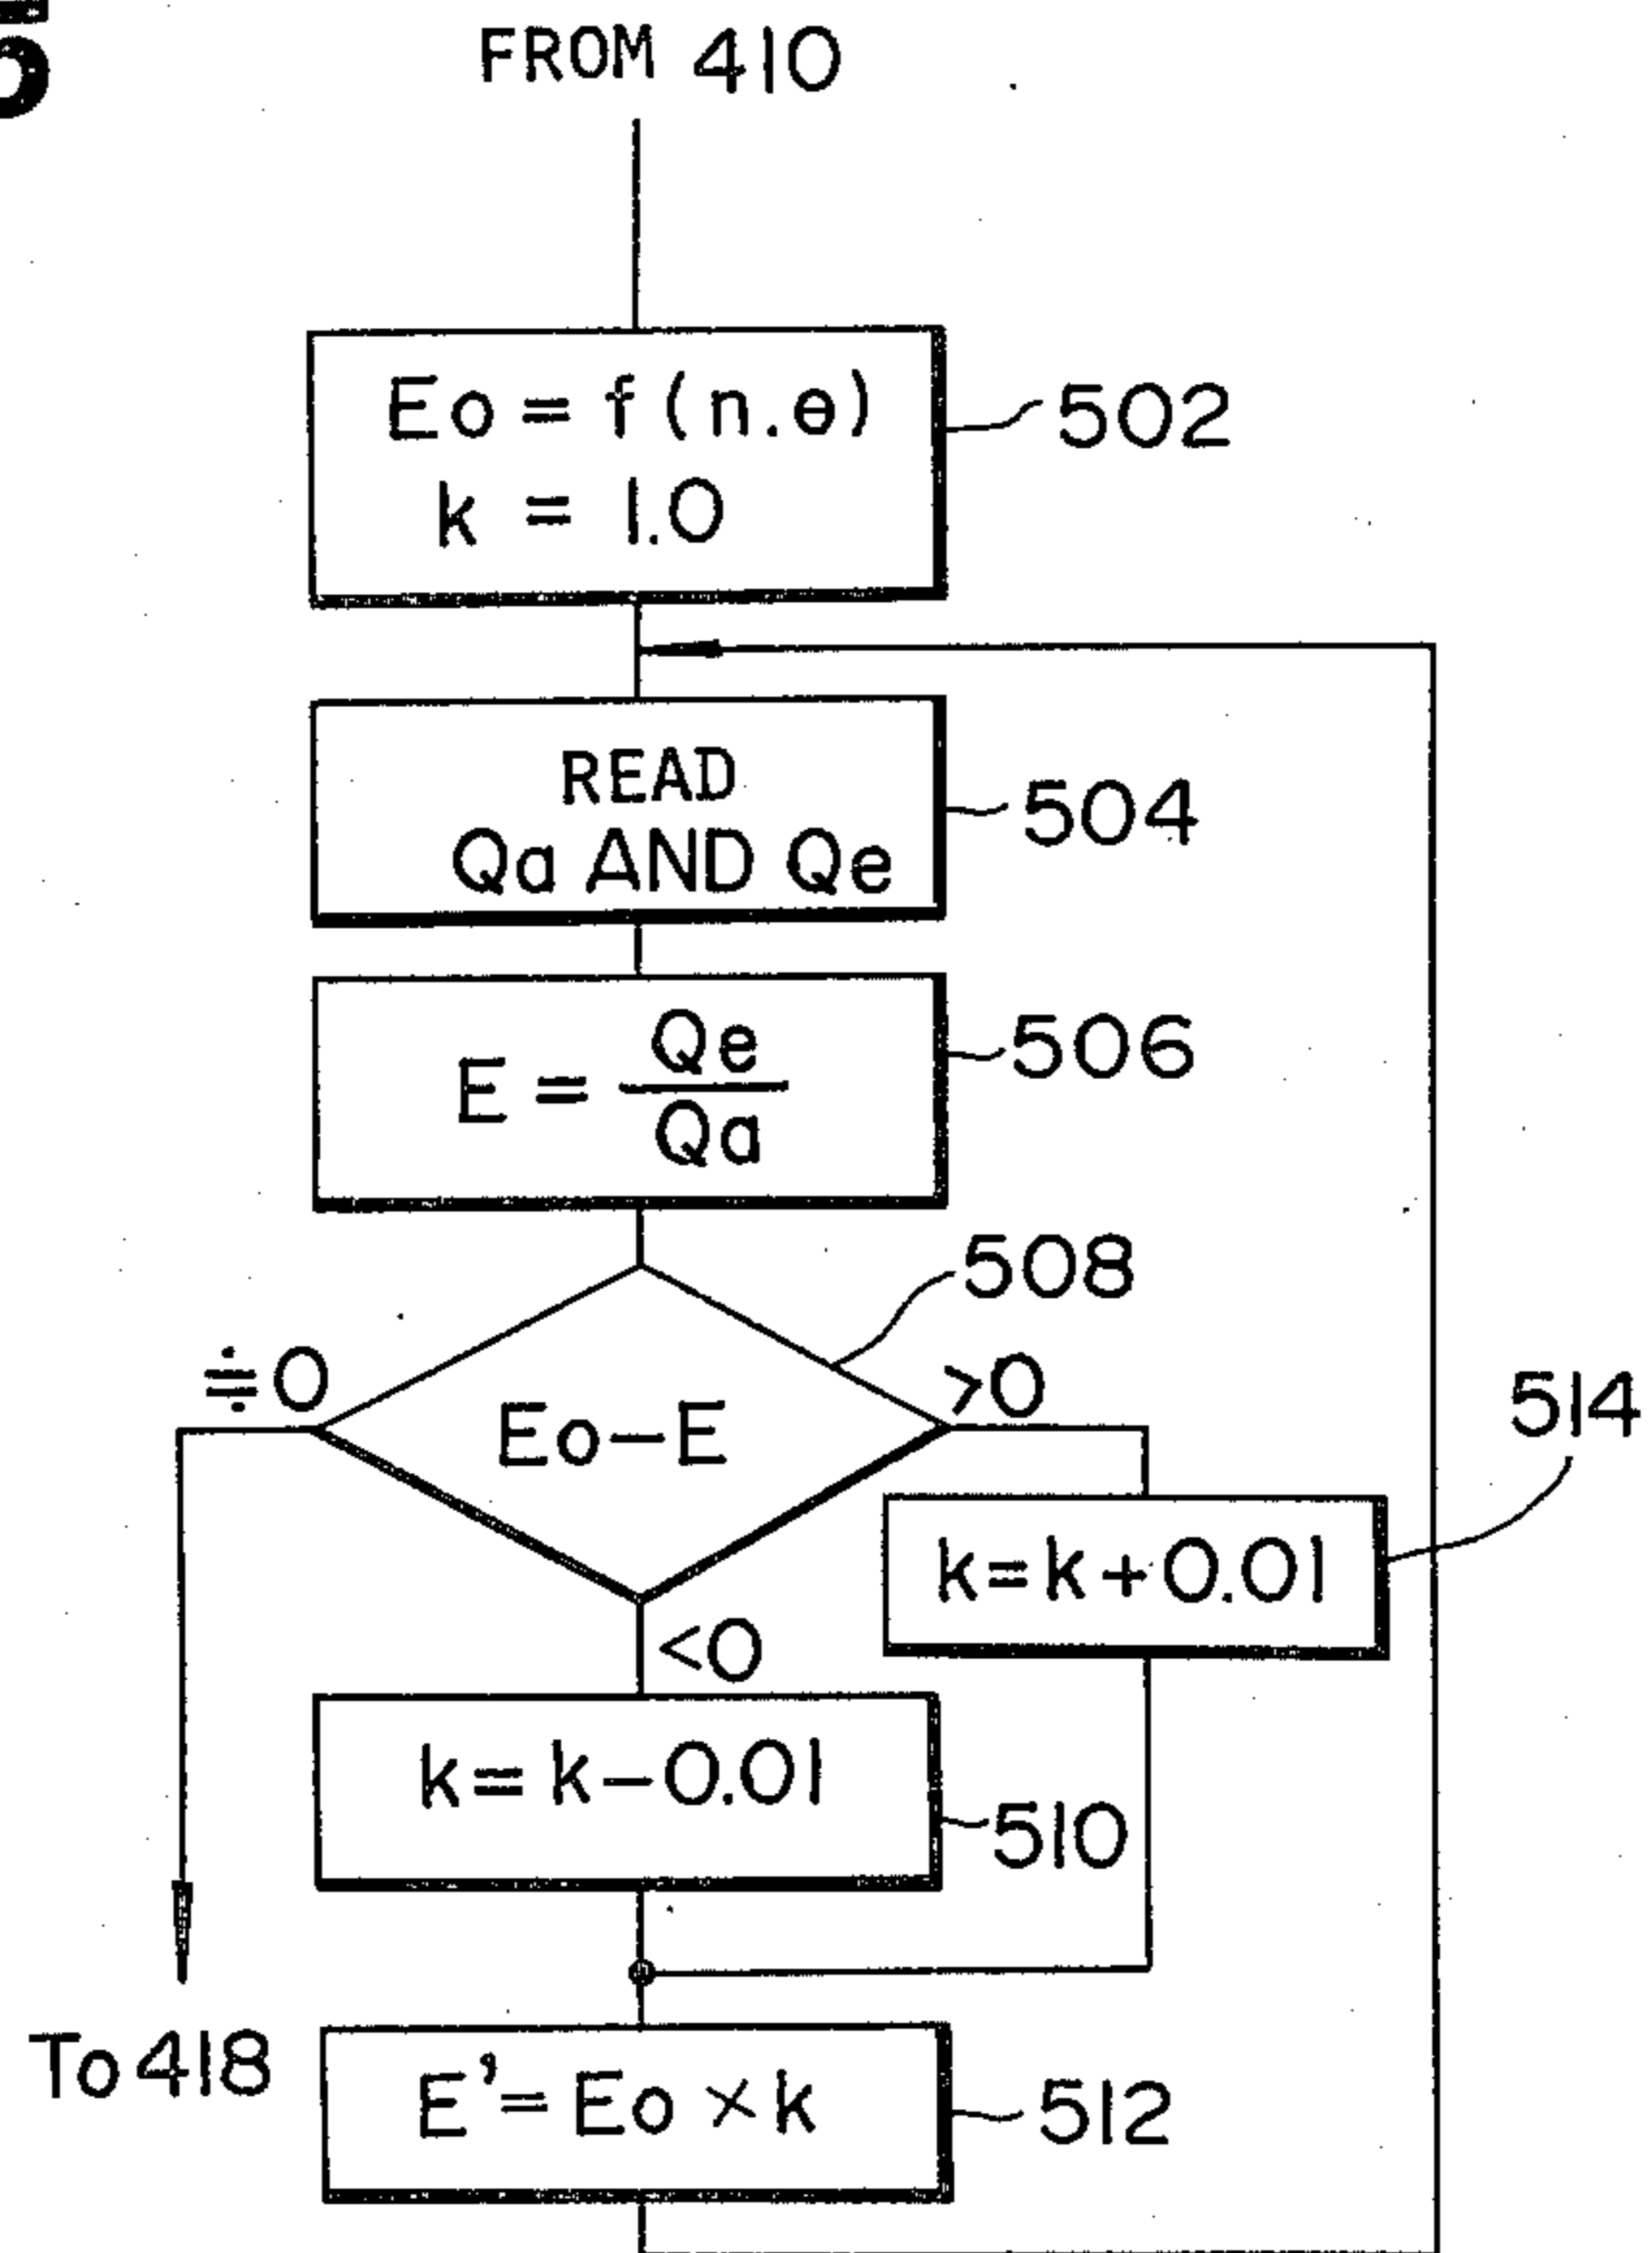 5
FROM 410
Eo = f(n.θ)
k = 1.0
502
READ
Qa AND Qe
504
E = Qe
Qa
506
508
≑0
Eo-E
>0
514
k=k+0.01
<0
k=k-0.01
510
To 418
E'=Eo×k
512